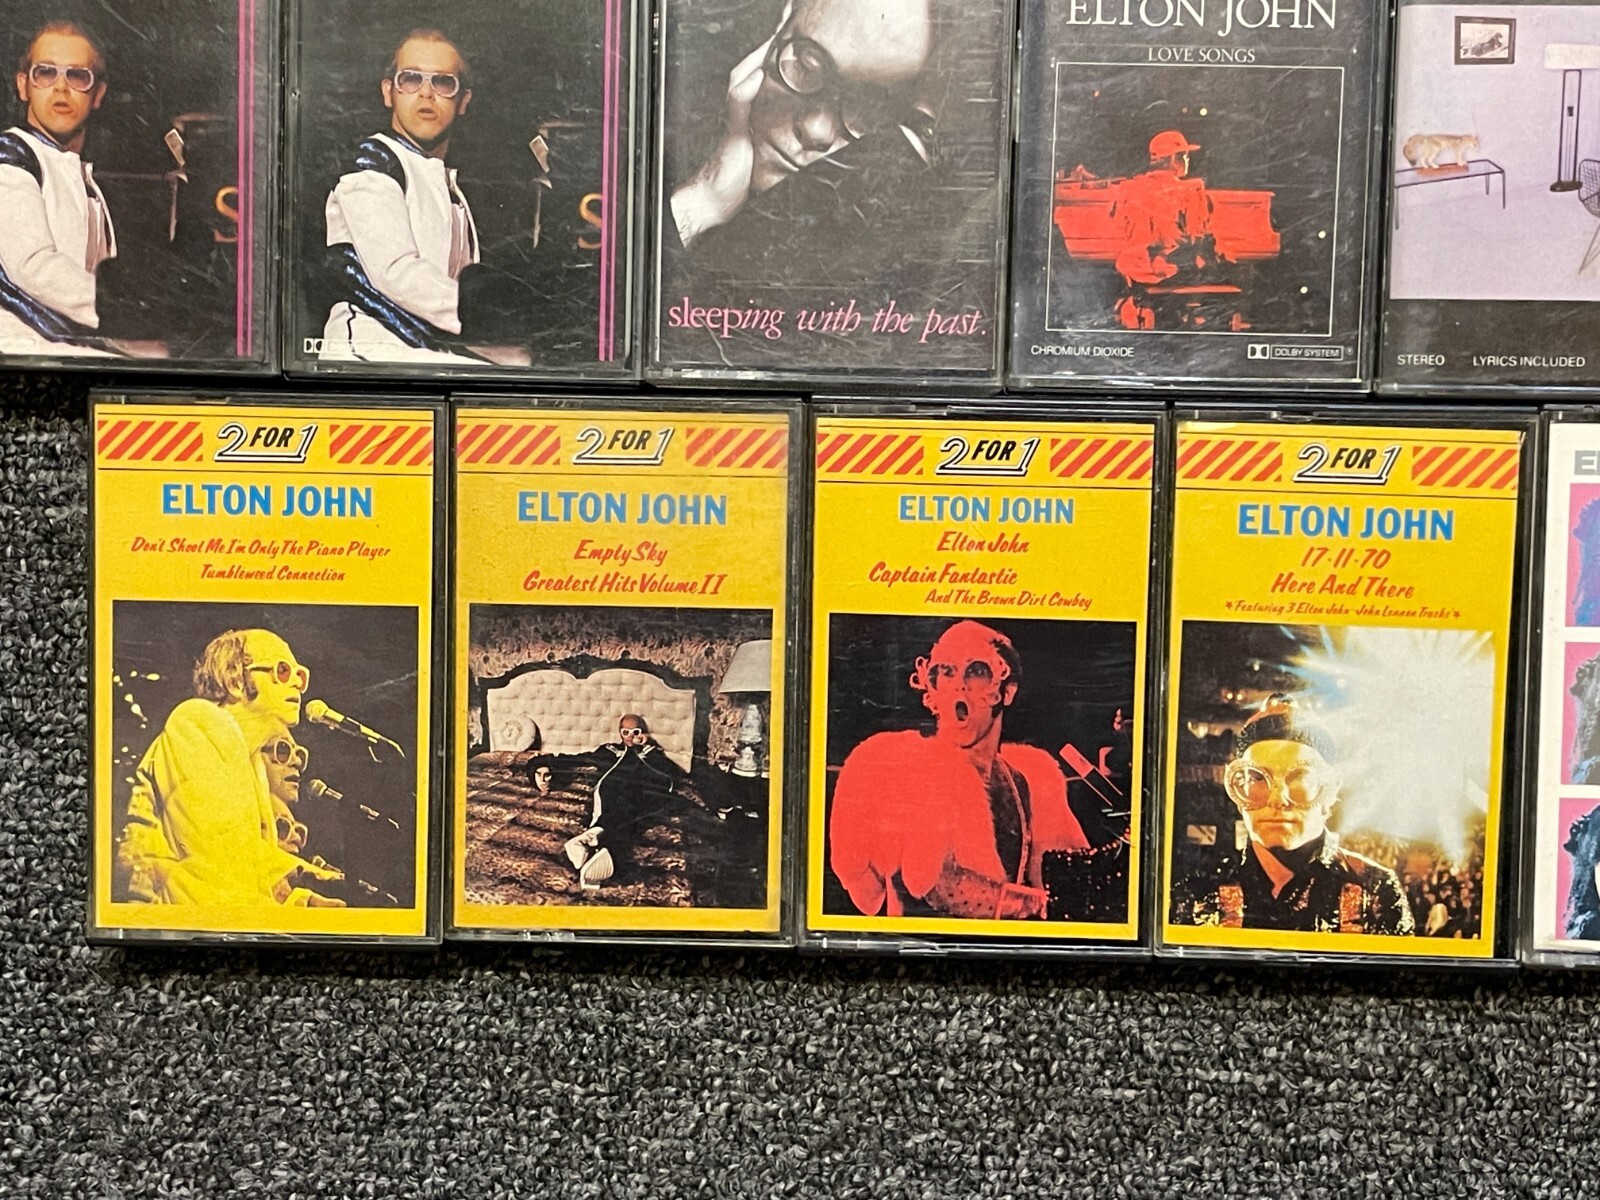 ELTON JOHN
LOVE SONGS
sleeping with the past.
CHROMIUM DIOXIDE
DOLBY SYSTEM
STEREO LYRICS INCLUDED
2 FOR 1
ELTON JOHN
Don't Shoot Me I'm Only The Piano Player
Tumbleweed Connection
2 FOR 1
ELTON JOHN
Empty Sky
Greatest Hits Volume II
2 FOR 1
ELTON JOHN
Elton John
Captain Fantastic
And The Brown Dirt Cowboy
2 FOR 1
ELTON JOHN
17-11-70
Here And There
*Featuring 3 Elton John-John Lennon Tracks*